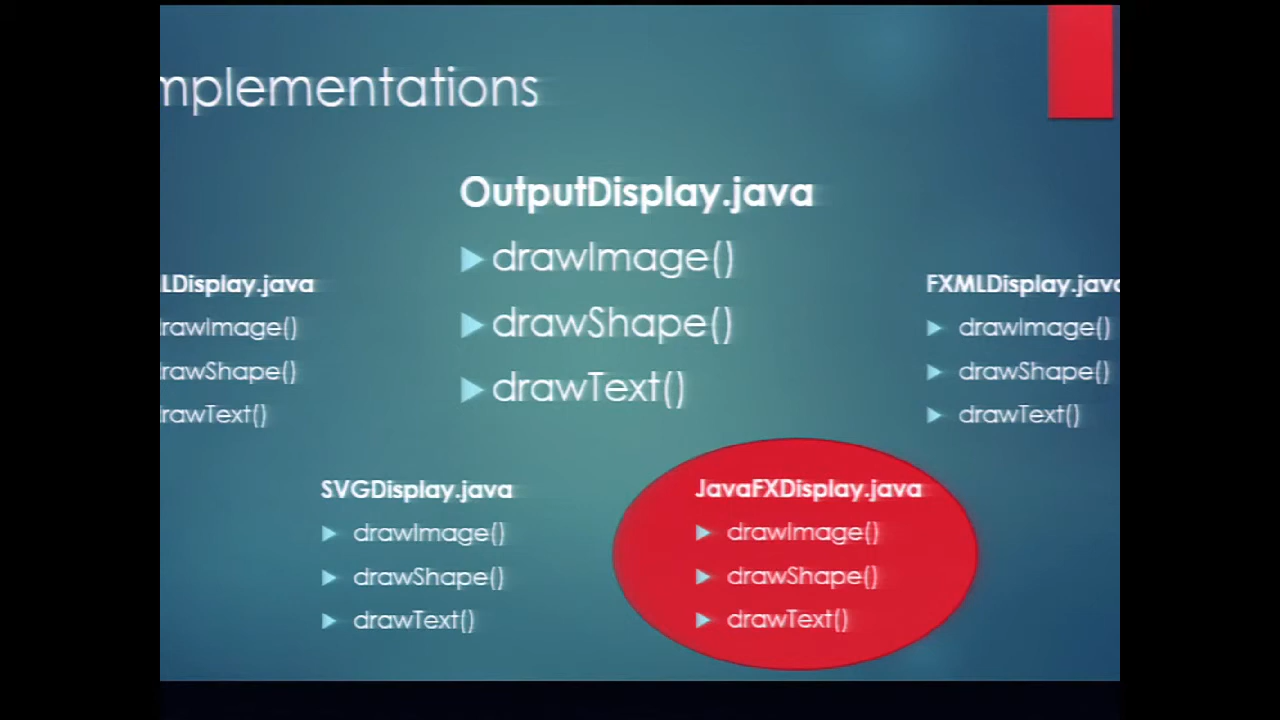 mplementations
OutputDisplay.java
drawImage()
drawShape()
drawText()
LDisplay.java
rawImage()
rawShape()
rawText()
FXMLDisplay.java
drawImage()
drawShape()
drawText()
SVGDisplay.java
drawImage()
drawShape()
drawText()
JavaFXDisplay.java
drawImage()
drawShape()
drawText()